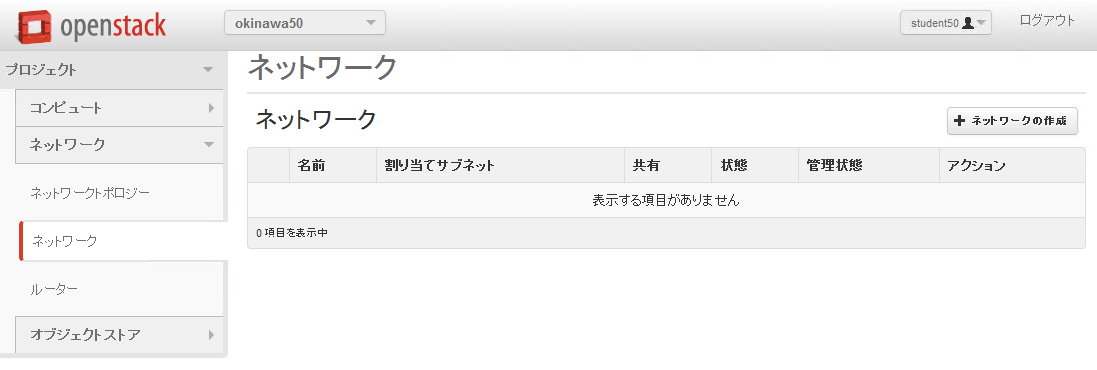 openstack
okinawa50
student50
ログアウト
プロジェクト
コンピュート
ネットワーク
ネットワークトポロジー
ネットワーク
ルーター
オブジェクトストア
ネットワーク
ネットワーク
+ ネットワークの作成
名前 割り当てサブネット 共有 状態 管理状態 アクション
表示する項目がありません
0 項目を表示中